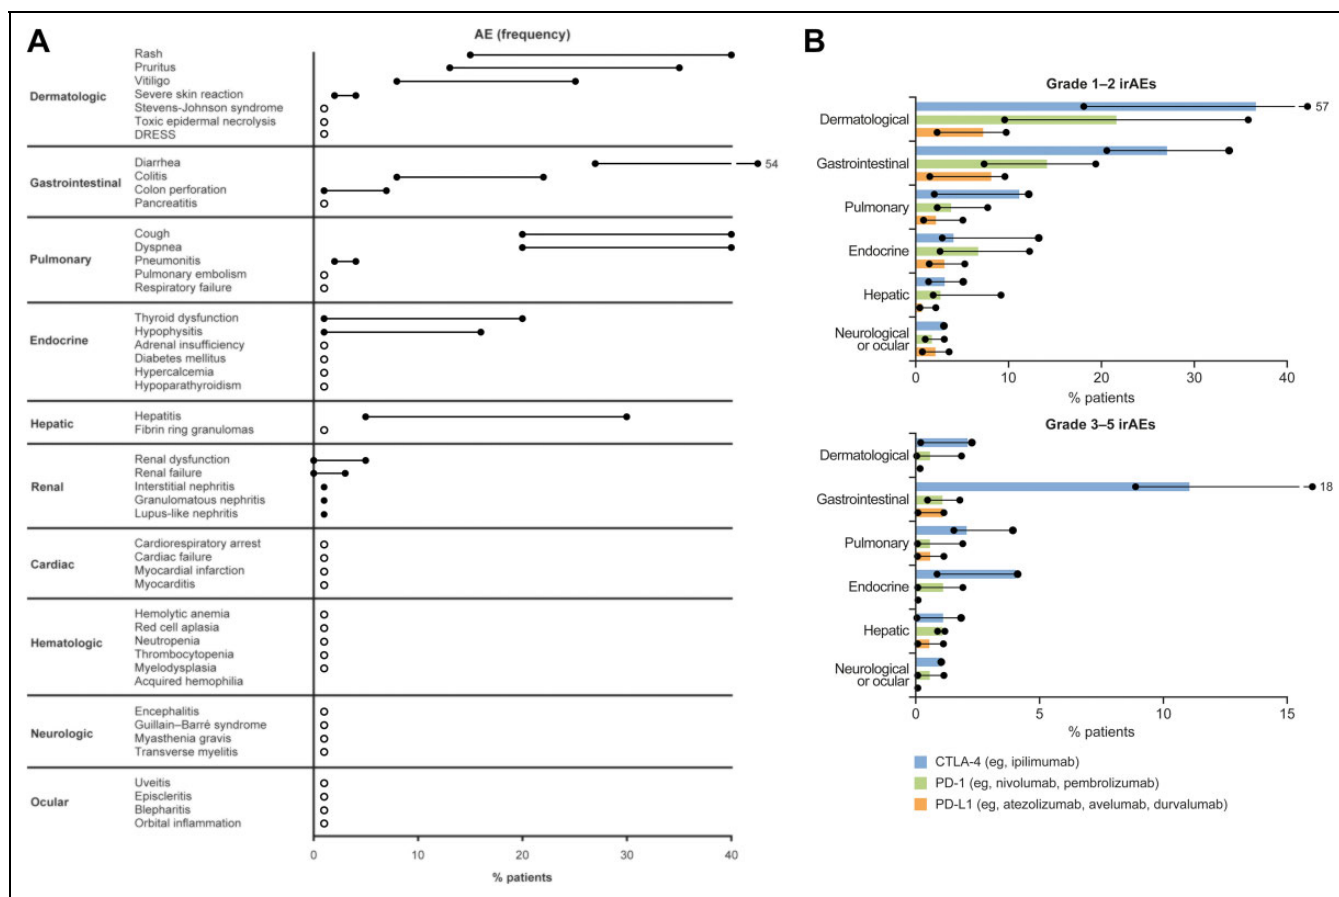 A
AE (frequency)
Dermatologic
Rash
Pruritus
Vitiligo
Severe skin reaction
Stevens-Johnson syndrome
Toxic epidermal necrolysis
DRESS
Gastrointestinal
Diarrhea
54
Colitis
Colon perforation
Pancreatitis
Pulmonary
Cough
Dyspnea
Pneumonitis
Pulmonary embolism
Respiratory failure
Endocrine
Thyroid dysfunction
Hypophysitis
Adrenal insufficiency
Diabetes mellitus
Hypercalcemia
Hypoparathyroidism
Hepatic
Hepatitis
Fibrin ring granulomas
Renal
Renal dysfunction
Renal failure
Interstitial nephritis
Granulomatous nephritis
Lupus-like nephritis
Cardiac
Cardiorespiratory arrest
Cardiac failure
Myocardial infarction
Myocarditis
Hematologic
Hemolytic anemia
Red cell aplasia
Neutropenia
Thrombocytopenia
Myelodysplasia
Acquired hemophilia
Neurologic
Encephalitis
Guillain–Barré syndrome
Myasthenia gravis
Transverse myelitis
Ocular
Uveitis
Episcleritis
Blepharitis
Orbital inflammation
0 10 20 30 40
% patients
B
Grade 1–2 irAEs
Dermatological
57
Gastrointestinal
Pulmonary
Endocrine
Hepatic
Neurological
or ocular
0 10 20 30 40
% patients
Grade 3–5 irAEs
Dermatological
Gastrointestinal
18
Pulmonary
Endocrine
Hepatic
Neurological
or ocular
0 5 10 15
% patients
CTLA-4 (eg, ipilimumab)
PD-1 (eg, nivolumab, pembrolizumab)
PD-L1 (eg, atezolizumab, avelumab, durvalumab)